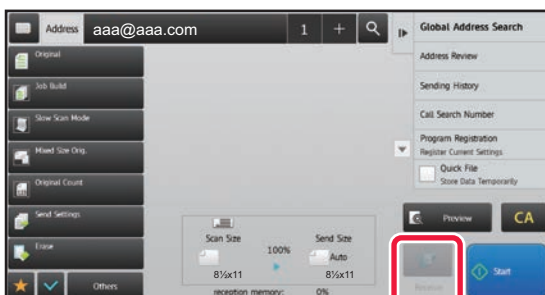 Address
aaa@aaa.com
1
+
Original
Job Build
Slow Scan Mode
Mixed Size Orig.
Original Count
Send Settings
Erase
Others
Scan Size
100%
Send Size
Auto
8½x11
8½x11
reception memory:
0%
Global Address Search
Address Review
Sending History
Call Search Number
Program Registration
Register Current Settings
Quick File
Store Data Temporarily
Preview
CA
Start